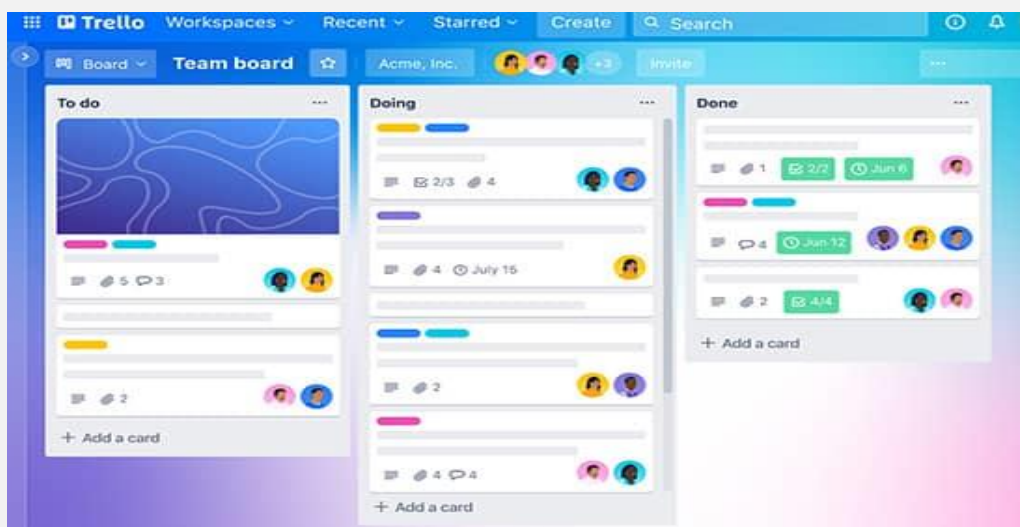 Trello Workspaces Recent Starred Create Search
Board Team board Acme, Inc. +3 Invite
To do
5 3
2
+ Add a card
Doing
2/3 4
4 July 15
2
4 4
+ Add a card
Done
1 2/2 Jun 6
4 Jun 12
2 4/4
+ Add a card